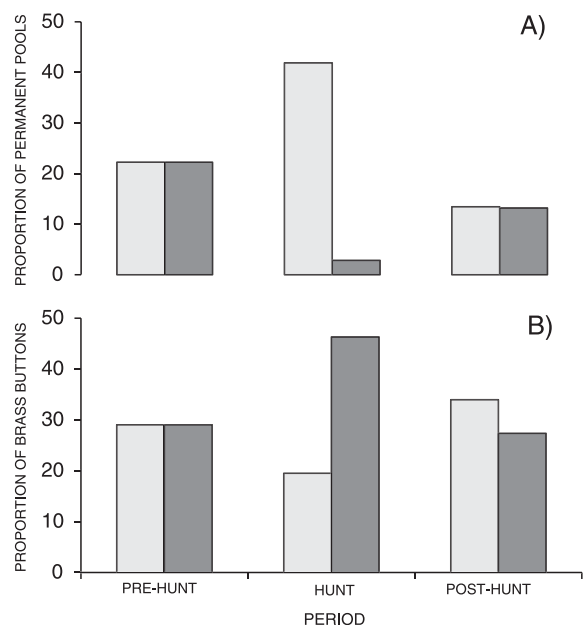 PROPORTION OF PERMANENT POOLS
50
40
30
20
10
0
A)
PROPORTION OF BRASS BUTTONS
50
40
30
20
10
0
B)
PRE-HUNT HUNT POST-HUNT
PERIOD